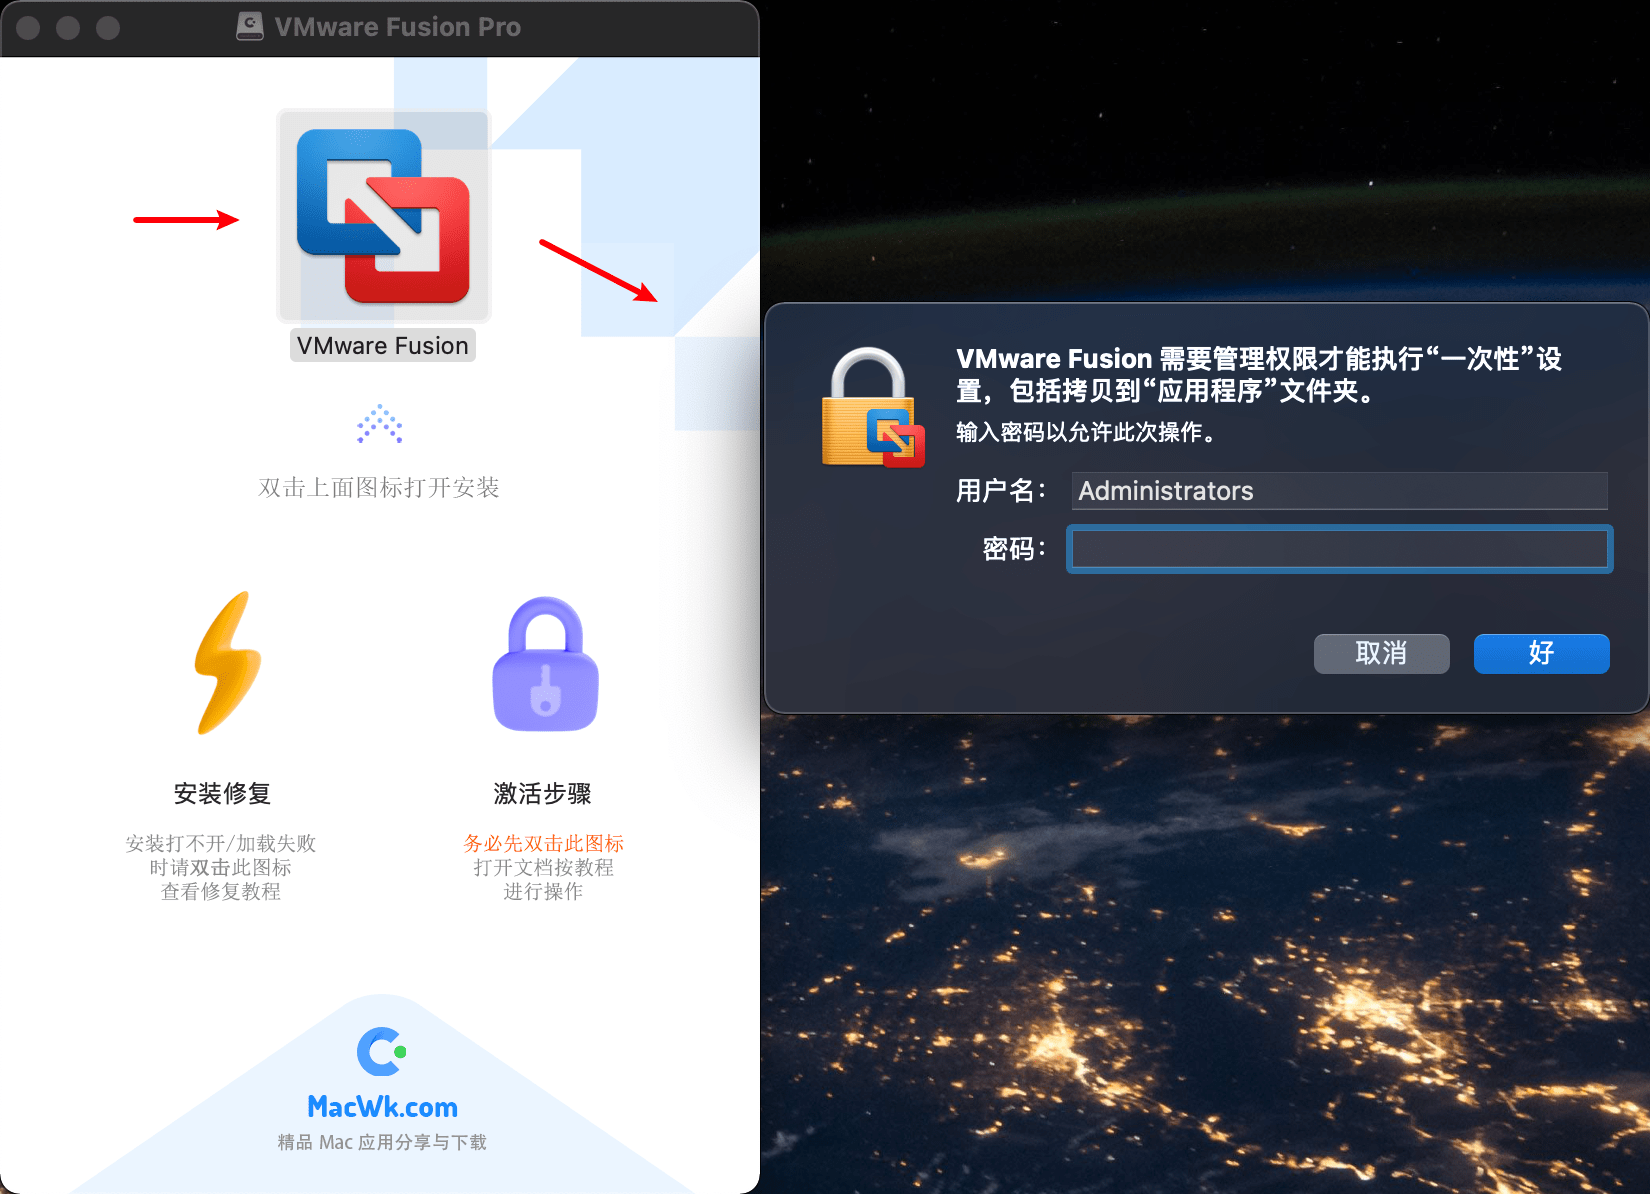 VMware Fusion Pro
VMware Fusion
双击上面图标打开安装
安装修复
安装打不开/加载失败
时请双击此图标
查看修复教程
激活步骤
务必先双击此图标
打开文档按教程
进行操作
MacWk.com
精品 Mac 应用分享与下载
VMware Fusion 需要管理权限才能执行“一次性”设
置，包括拷贝到“应用程序”文件夹。
输入密码以允许此次操作。
用户名： Administrators
密码：
取消 好